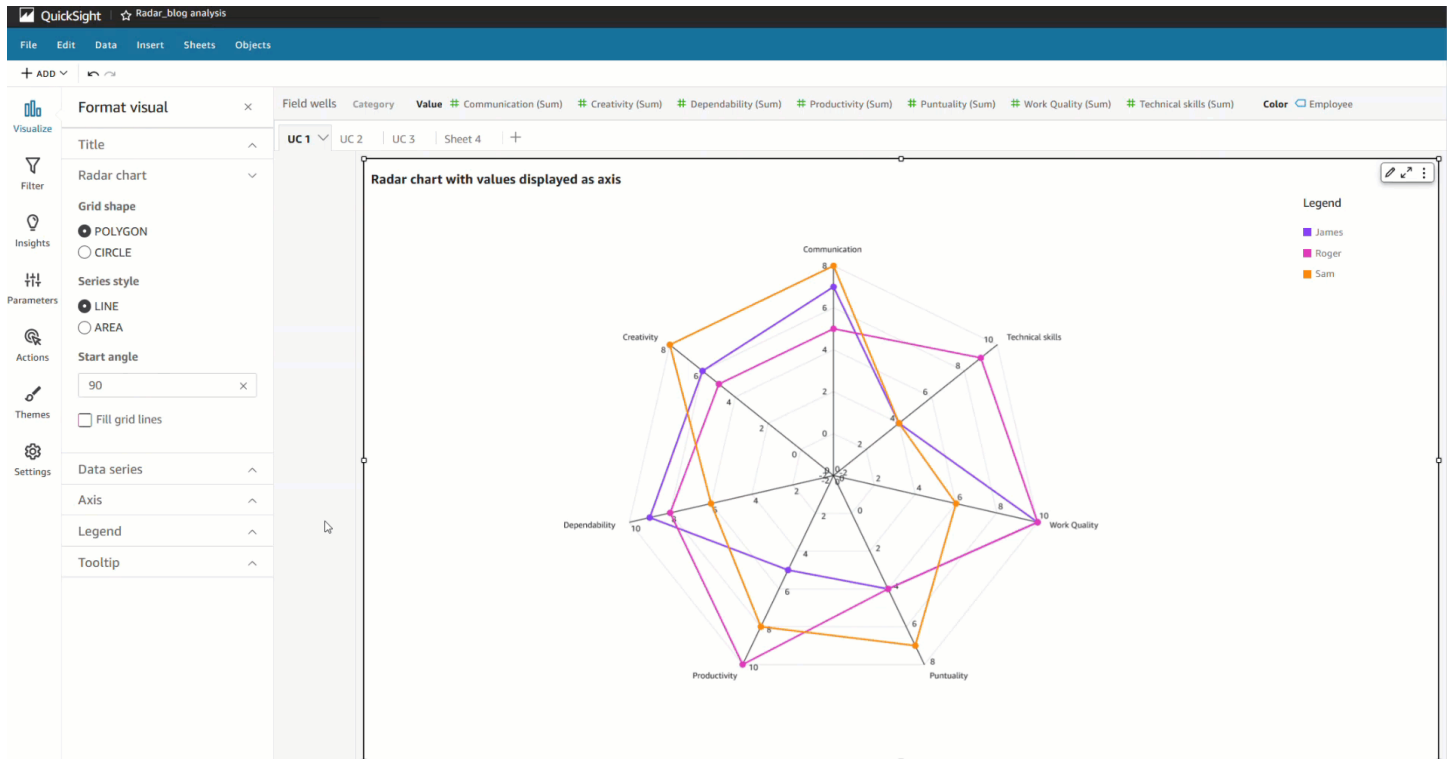 QuickSight Radar_blog analysis
File Edit Data Insert Sheets Objects
+ ADD
Visualize
Filter
Insights
Parameters
Actions
Themes
Settings
Format visual
Title
Radar chart
Grid shape
POLYGON
CIRCLE
Series style
LINE
AREA
Start angle
90
Fill grid lines
Data series
Axis
Legend
Tooltip
Field wells Category Value # Communication (Sum) # Creativity (Sum) # Dependability (Sum) # Productivity (Sum) # Puntuality (Sum) # Work Quality (Sum) # Technical skills (Sum) Color Employee
UC 1 UC 2 UC 3 Sheet 4 +
Radar chart with values displayed as axis
Legend
James
Roger
Sam
Communication
8
6
4
2
0
Technical skills
10
8
6
4
2
Work Quality
10
8
6
4
2
Puntuality
8
6
4
2
0
Productivity
10
8
6
4
2
Dependability
10
8
6
4
2
Creativity
8
6
4
2
0